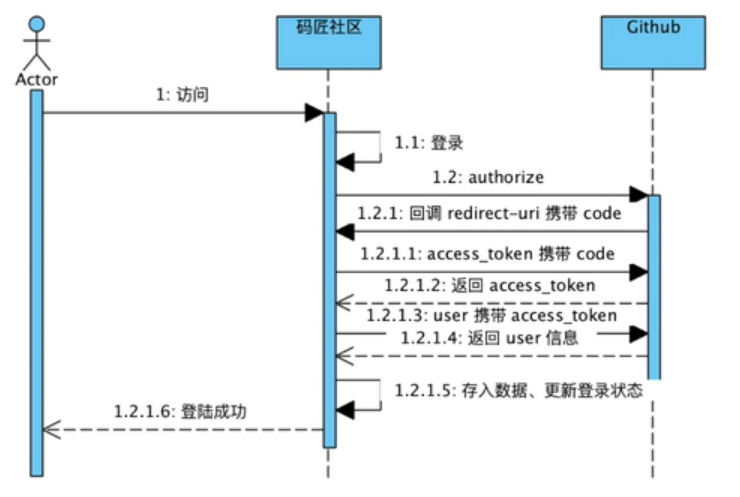 码匠社区
Github
Actor
1: 访问
1.1: 登录
1.2: authorize
1.2.1: 回调 redirect-uri 携带 code
1.2.1.1: access_token 携带 code
1.2.1.2: 返回 access_token
1.2.1.3: user 携带 access_token
1.2.1.4: 返回 user 信息
1.2.1.5: 存入数据、更新登录状态
1.2.1.6: 登陆成功